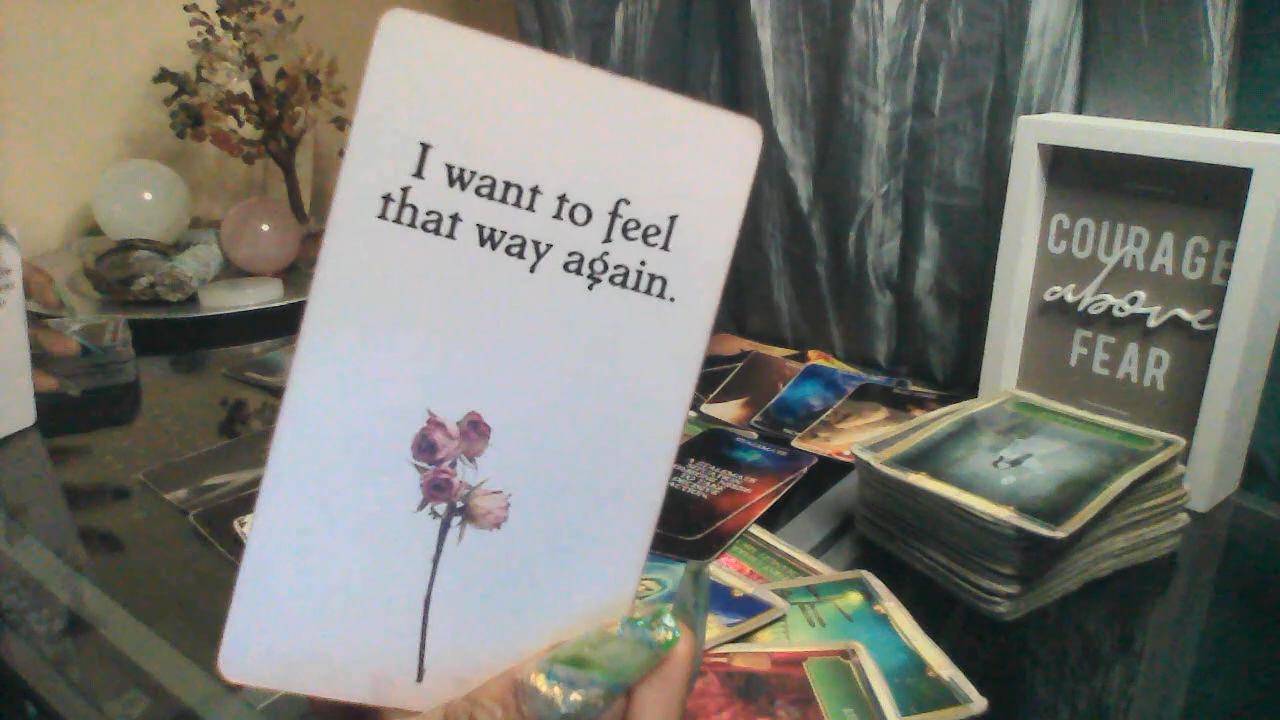 I want to feel
that way again.
COURAGE
above
FEAR